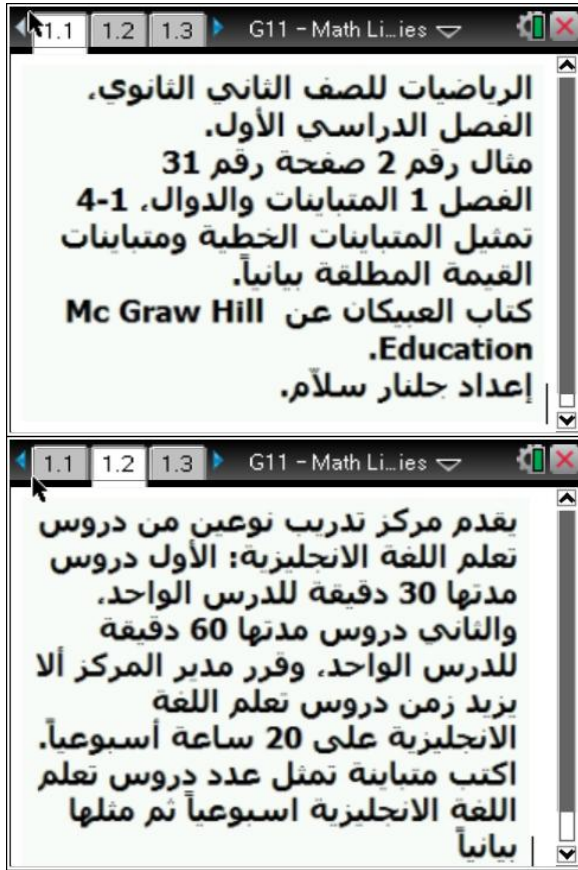 1.1 1.2 1.3 G11 – Math Li…ies
الرياضيات للصف الثاني الثانوي،
الفصل الدراسي الأول.
مثال رقم 2 صفحة رقم 31
الفصل 1 المتباينات والدوال، 1-4
تمثيل المتباينات الخطية ومتباينات
القيمة المطلقة بيانياً.
كتاب العبيكان عن Mc Graw Hill
Education.
إعداد جلنار سلاّم.
1.1 1.2 1.3 G11 – Math Li…ies
يقدم مركز تدريب نوعين من دروس
تعلم اللغة الانجليزية: الأول دروس
مدتها 30 دقيقة للدرس الواحد،
والثاني دروس مدتها 60 دقيقة
للدرس الواحد، وقرر مدير المركز ألا
يزيد زمن دروس تعلم اللغة
الانجليزية على 20 ساعة أسبوعياً.
اكتب متباينة تمثل عدد دروس تعلم
اللغة الانجليزية اسبوعياً ثم مثلها
بيانياً